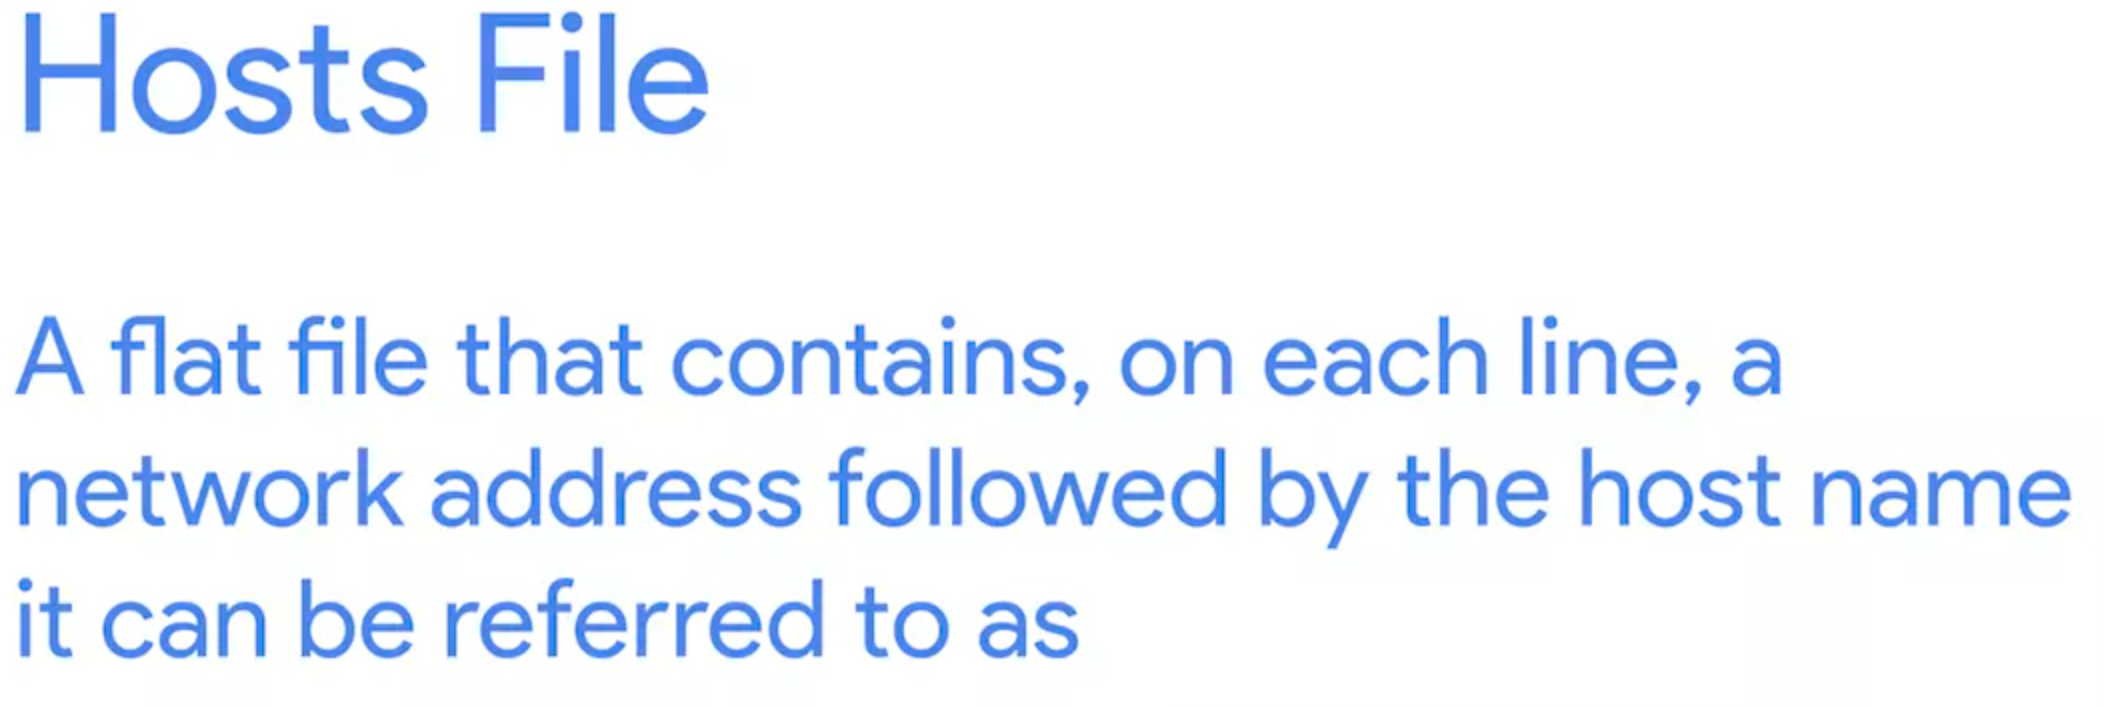 Hosts File
A flat file that contains, on each line, a
network address followed by the host name
it can be referred to as